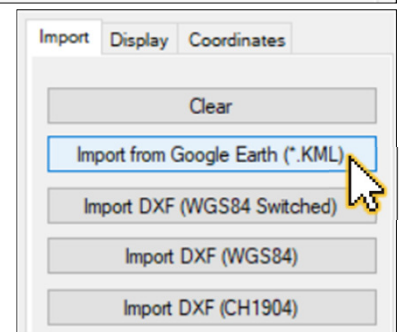 Import Display Coordinates
Clear
Import from Google Earth (*.KML)
Import DXF (WGS84 Switched)
Import DXF (WGS84)
Import DXF (CH1904)